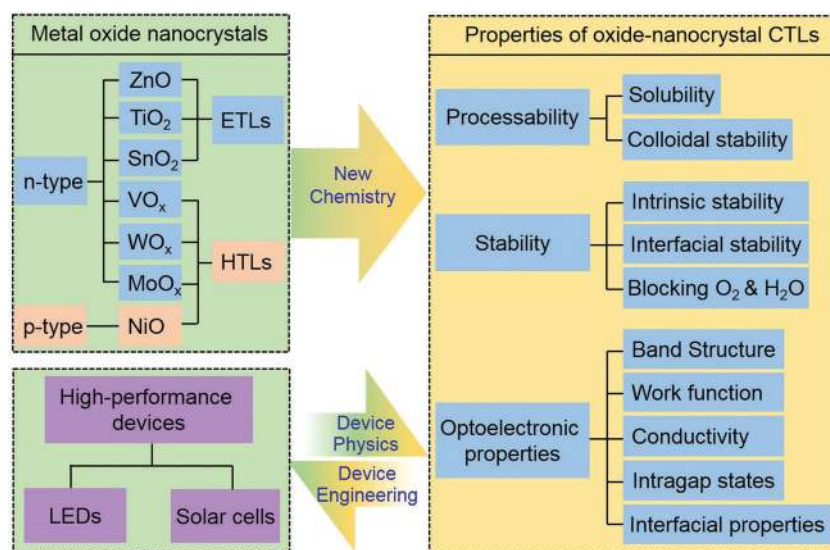 Metal oxide nanocrystals
n-type
ZnO
TiO₂
SnO₂
VOₓ
WOₓ
MoOₓ
ETLs
HTLs
p-type
NiO
High-performance
devices
LEDs
Solar cells
New
Chemistry
Device
Physics
Device
Engineering
Properties of oxide-nanocrystal CTLs
Processability
Solubility
Colloidal stability
Stability
Intrinsic stability
Interfacial stability
Blocking O₂ & H₂O
Optoelectronic
properties
Band Structure
Work function
Conductivity
Intragap states
Interfacial properties